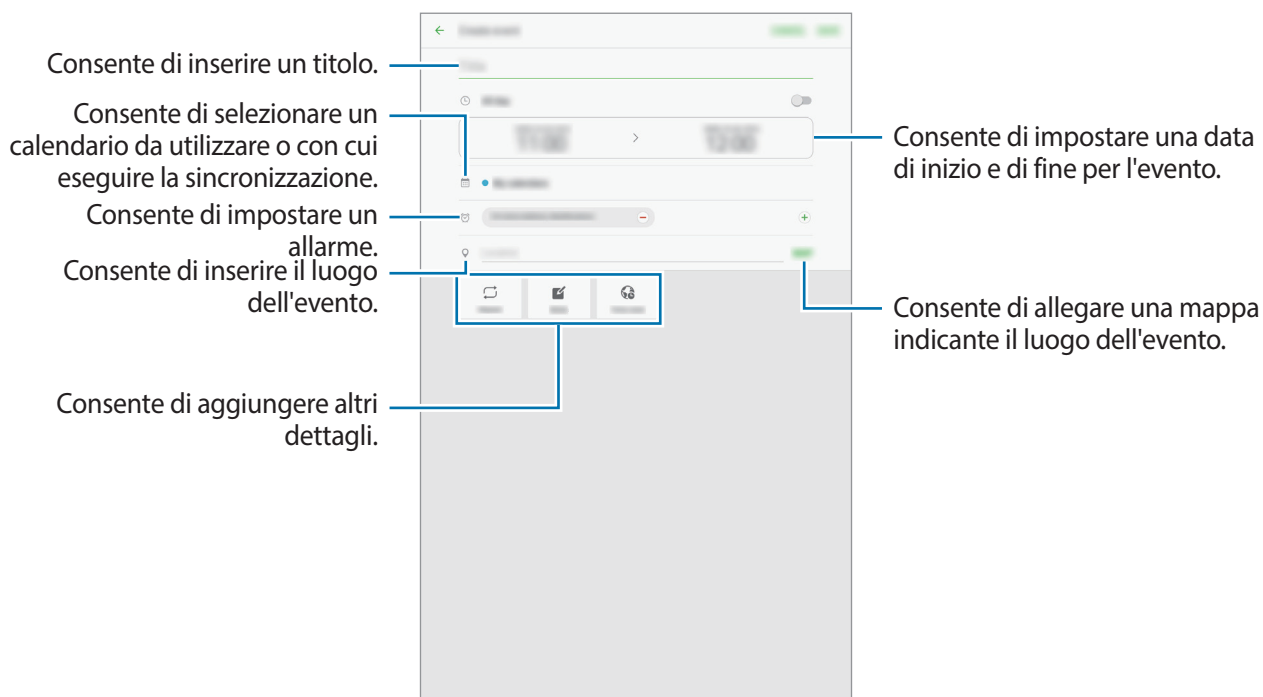 Consente di inserire un titolo.
Consente di selezionare un
calendario da utilizzare o con cui
eseguire la sincronizzazione.
Consente di impostare un
allarme.
Consente di inserire il luogo
dell'evento.
Consente di aggiungere altri
dettagli.
Consente di impostare una data
di inizio e di fine per l'evento.
Consente di allegare una mappa
indicante il luogo dell'evento.